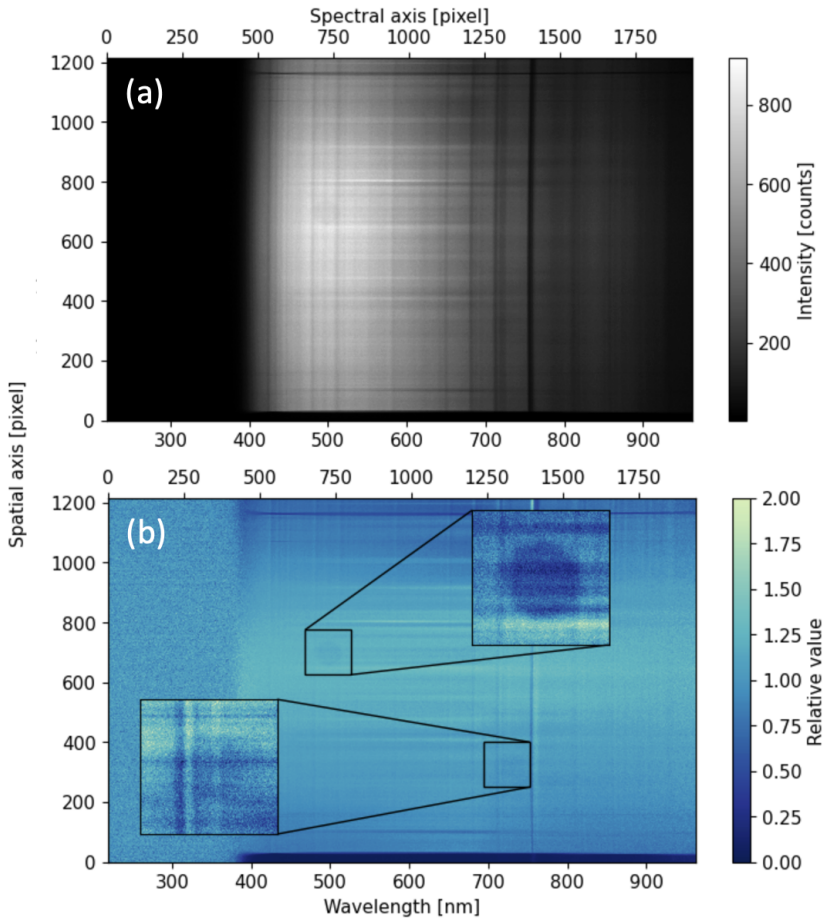 Spectral axis [pixel]
0 250 500 750 1000 1250 1500 1750
(a)
1200
1000
800
600
400
200
0
300 400 500 600 700 800 900
800
600
400
200
Intensity [counts]
Spatial axis [pixel]
0 250 500 750 1000 1250 1500 1750
(b)
1200
1000
800
600
400
200
0
300 400 500 600 700 800 900
Wavelength [nm]
2.00
1.75
1.50
1.25
1.00
0.75
0.50
0.25
0.00
Relative value